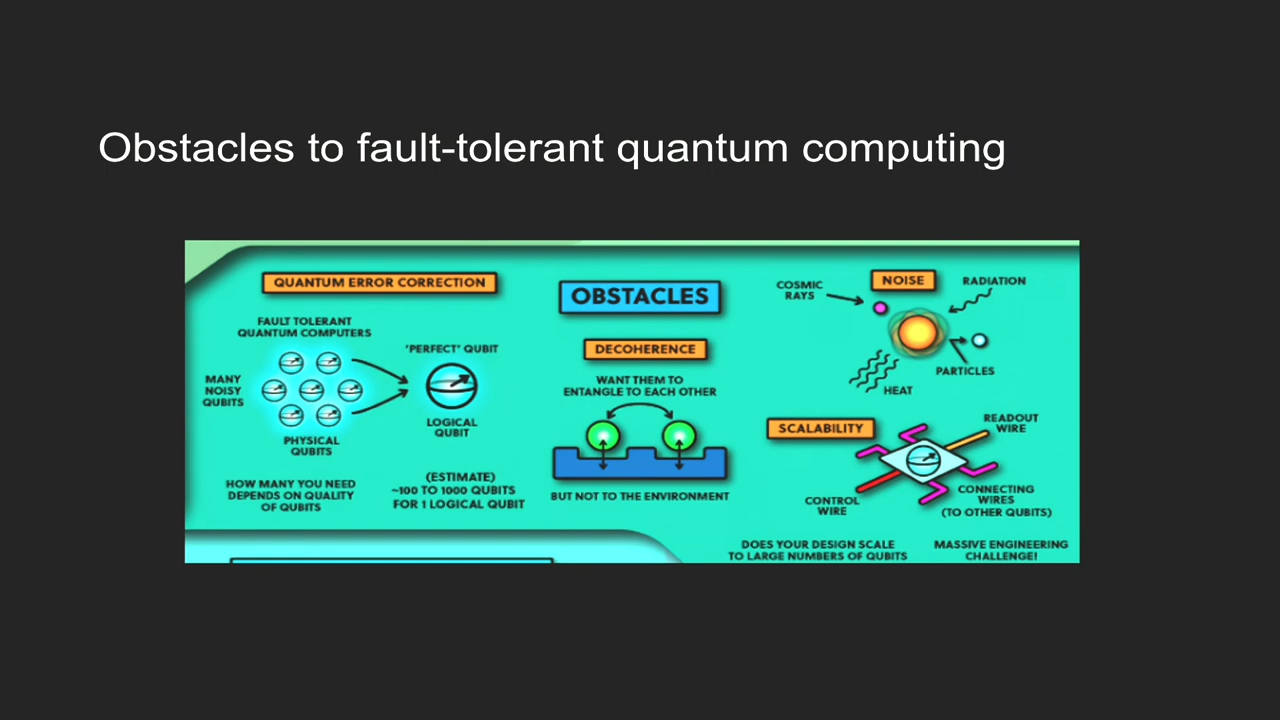 Obstacles to fault-tolerant quantum computing
QUANTUM ERROR CORRECTION
FAULT TOLERANT
QUANTUM COMPUTERS
'PERFECT' QUBIT
MANY
NOISY
QUBITS
LOGICAL
QUBIT
PHYSICAL
QUBITS
HOW MANY YOU NEED
DEPENDS ON QUALITY
OF QUBITS
(ESTIMATE)
~100 TO 1000 QUBITS
FOR 1 LOGICAL QUBIT
OBSTACLES
DECOHERENCE
WANT THEM TO
ENTANGLE TO EACH OTHER
BUT NOT TO THE ENVIRONMENT
NOISE
COSMIC
RAYS
RADIATION
PARTICLES
HEAT
SCALABILITY
READOUT
WIRE
CONTROL
WIRE
CONNECTING
WIRES
(TO OTHER QUBITS)
DOES YOUR DESIGN SCALE
TO LARGE NUMBERS OF QUBITS
MASSIVE ENGINEERING
CHALLENGE!